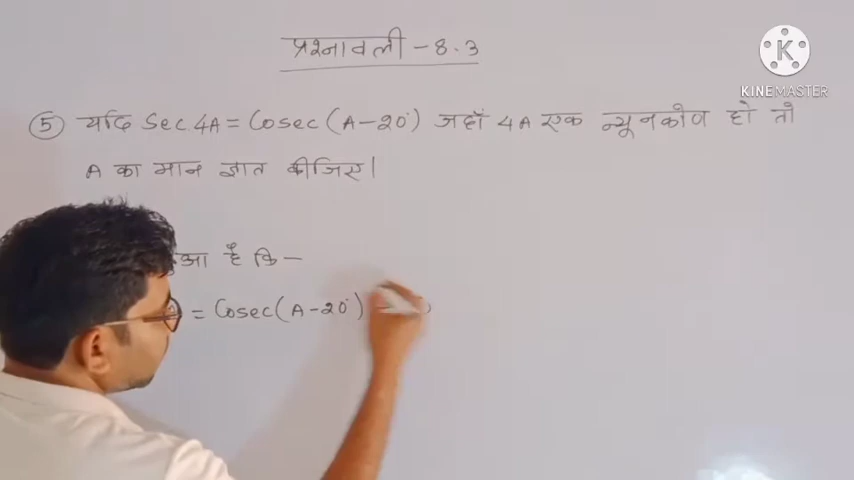 प्रश्नावली - 8.3
KINEMASTER
⑤ यदि Sec 4A = Cosec (A-20°) जहाँ 4A एक न्यूनकोण हो तो
A का मान ज्ञात कीजिए।
है कि -
= Cosec (A-20°) -